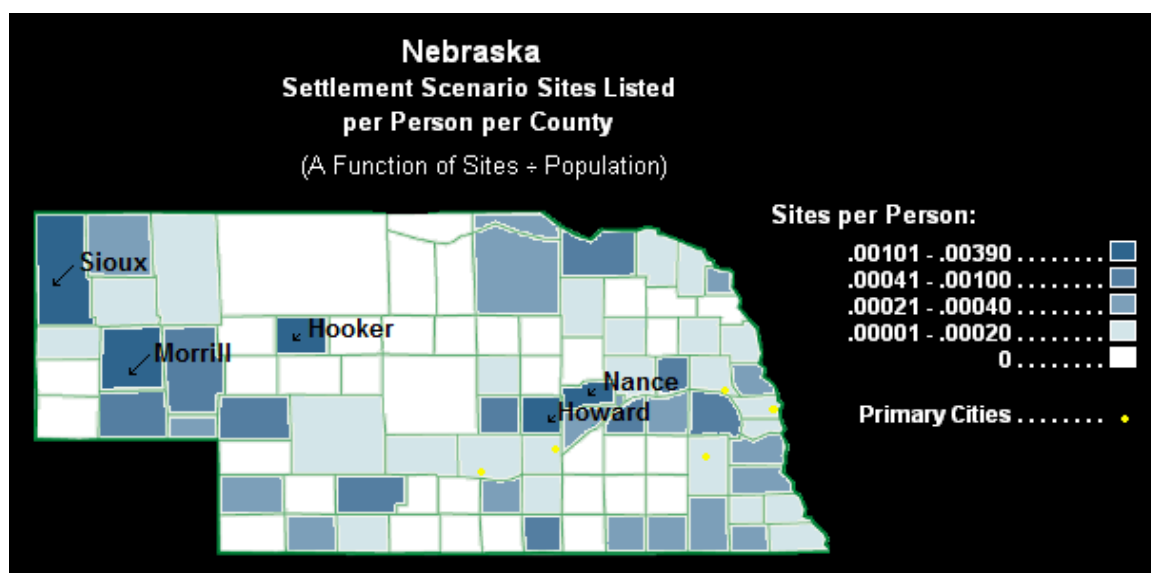 Nebraska
Settlement Scenario Sites Listed
per Person per County
(A Function of Sites ÷ Population)
Sites per Person:
.00101 - .00390 ........
.00041 - .00100 ........
.00021 - .00040 ........
.00001 - .00020 ........
0 ........
Primary Cities ........
Sioux
Hooker
Morrill
Nance
Howard